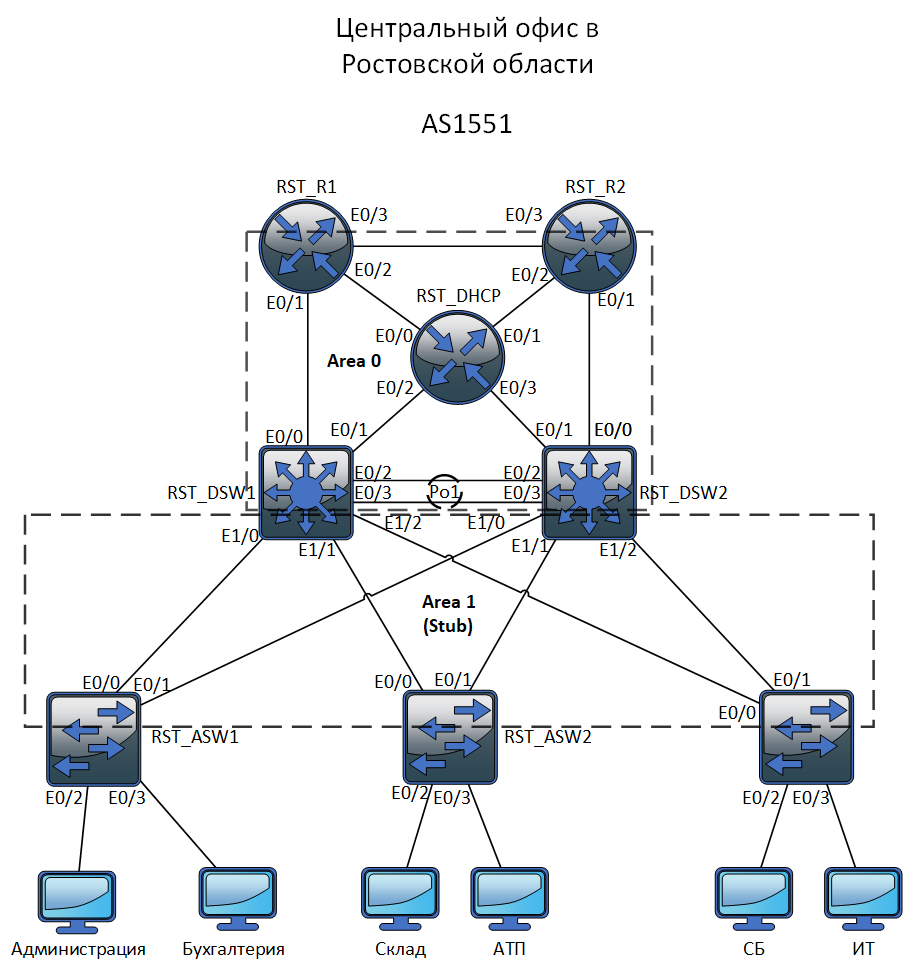 Центральный офис в
Ростовской области
AS1551
RST_R1
RST_R2
E0/3
E0/3
E0/2
E0/2
E0/1
E0/1
RST_DHCP
E0/0
E0/1
Area 0
E0/2
E0/3
E0/0
E0/1
E0/1
E0/0
E0/2
E0/2
RST_DSW1
E0/3
Po1
E0/3
RST_DSW2
E1/0
E1/1
E1/2
E1/0
E1/1
E1/2
Area 1
(Stub)
E0/0
E0/1
E0/0
E0/1
E0/1
E0/0
RST_ASW1
RST_ASW2
E0/2
E0/3
E0/2
E0/3
E0/2
E0/3
Администрация
Бухгалтерия
Склад
АТП
СБ
ИТ